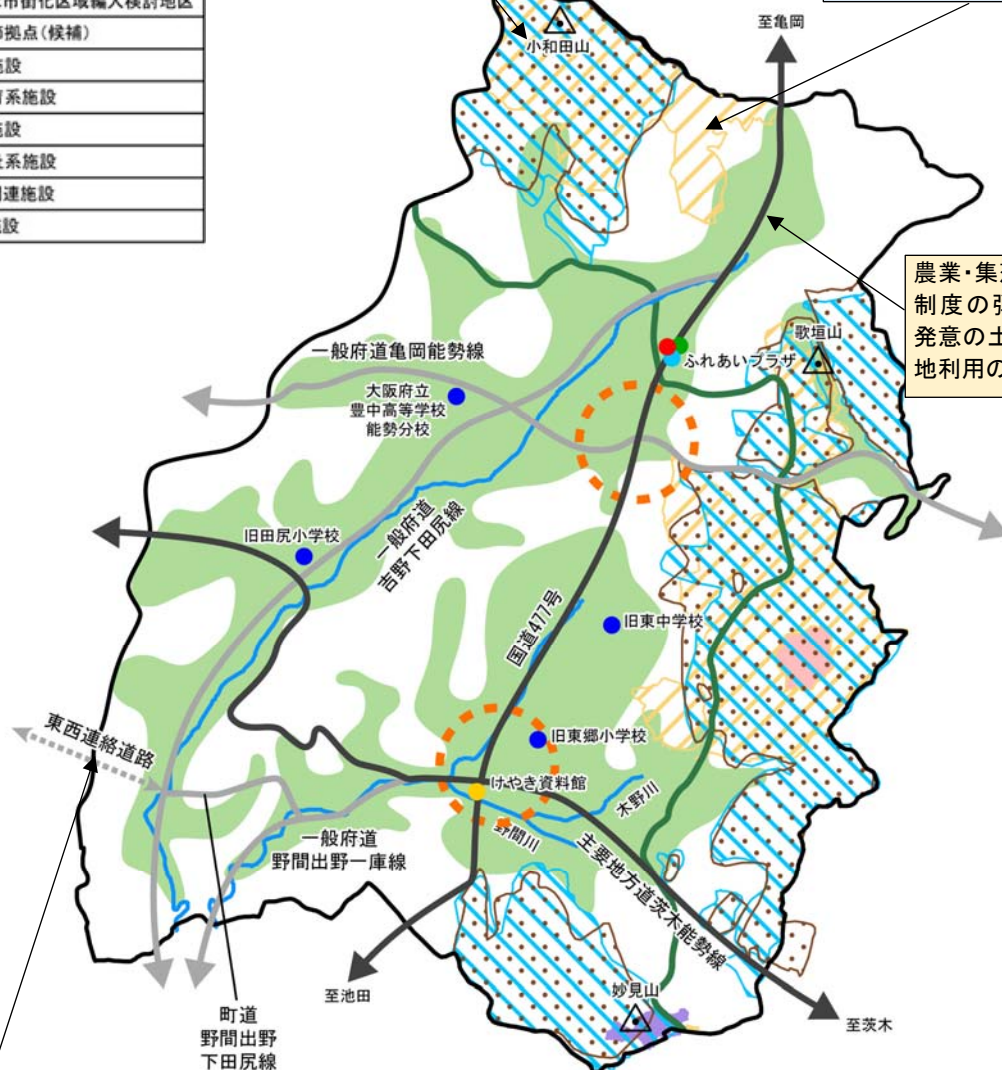 市街化区域編入検討地区
拠点(候補)
施設
系施設
施設
系施設
連施設
設
小和田山
至亀岡
農業・集
制度の
発意の土
地利用の
歌垣山
ふれあいプラザ
一般府道亀岡能勢線
大阪府立
豊中高等学校
能勢分校
一般府道
吉野下田尻線
旧田尻小学校
国道477号
旧東中学校
東西連絡道路
旧東郷小学校
けやき資料館
木野川
野間川
一般府道
野間出野一庫線
主要地方道茨木能勢線
至池田
町道
野間出野
下田尻線
妙見山
至茨木